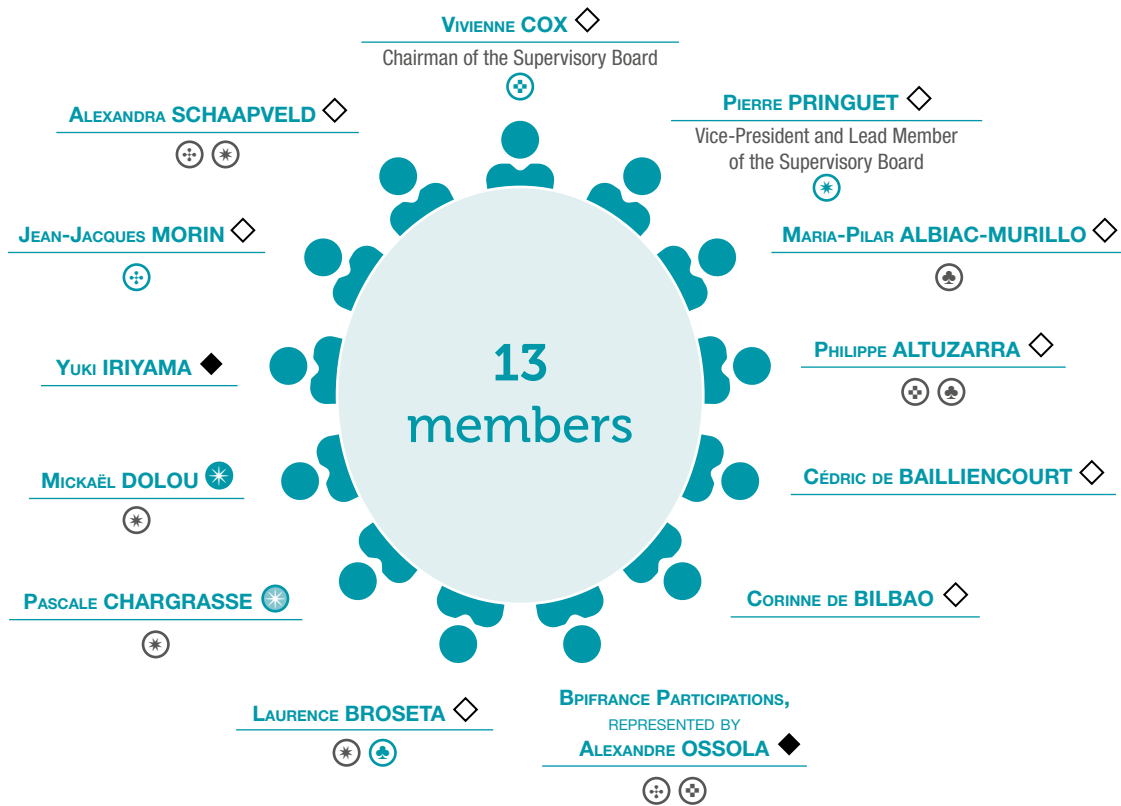 Vivienne COX
Chairman of the Supervisory Board
Alexandra SCHAAPVELD
Pierre PRINGUET
Vice-President and Lead Member
of the Supervisory Board
Jean-Jacques MORIN
Maria-Pilar ALBIAC-MURILLO
Yuki IRIYAMA
13
members
Philippe ALTUZARRA
Mickaël DOLOU
Cédric de BAILLIENCOURT
Pascale CHARGRASSE
Corinne de BILBAO
Laurence BROSETA
Bpifrance Participations,
represented by
Alexandre OSSOLA